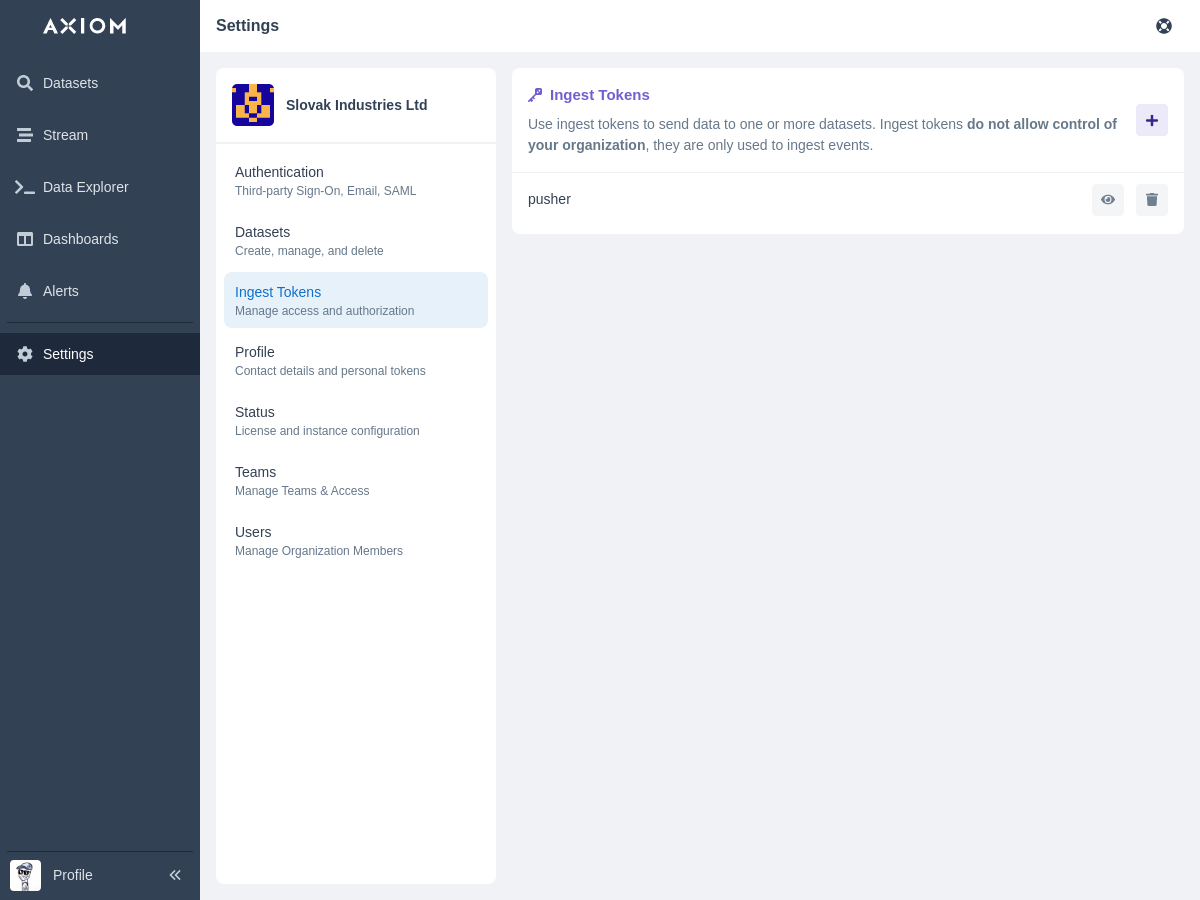 AXIOM
Settings
Datasets
Stream
Data Explorer
Dashboards
Alerts
Settings
Profile
Slovak Industries Ltd
Authentication
Third-party Sign-On, Email, SAML
Datasets
Create, manage, and delete
Ingest Tokens
Manage access and authorization
Profile
Contact details and personal tokens
Status
License and instance configuration
Teams
Manage Teams & Access
Users
Manage Organization Members
Ingest Tokens
Use ingest tokens to send data to one or more datasets. Ingest tokens do not allow control of
your organization, they are only used to ingest events.
pusher